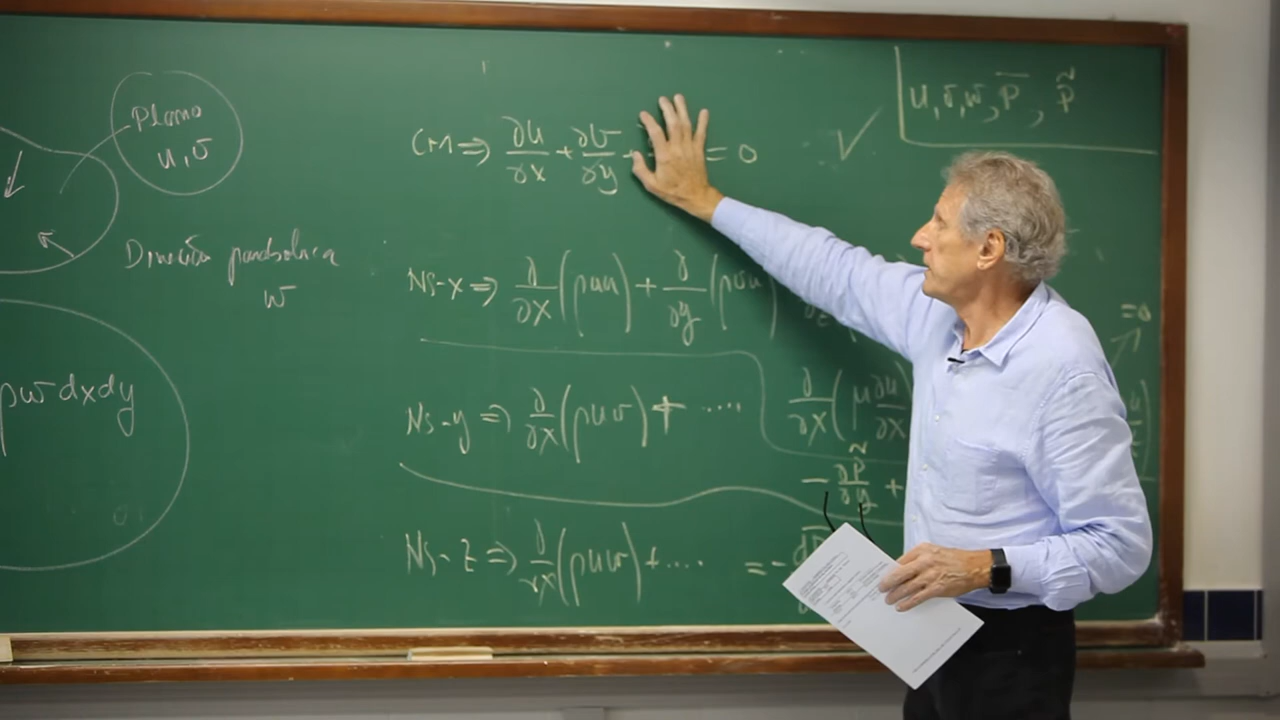 Plano
u, v
Direção parabólica
w
ρw dxdy
u, v, w, p̄, p̃
CM ⇒ ∂u/∂x + ∂v/∂y + = 0 ✓
NS-x ⇒ ∂/∂x (ρuu) + ∂/∂y (ρvu)
= 0
∂/∂x (μ ∂u/∂x
NS-y ⇒ ∂/∂x (ρuv) + .....
- ∂p̃/∂y +
NS-z ⇒ ∂/∂x (ρuw) + .... = -